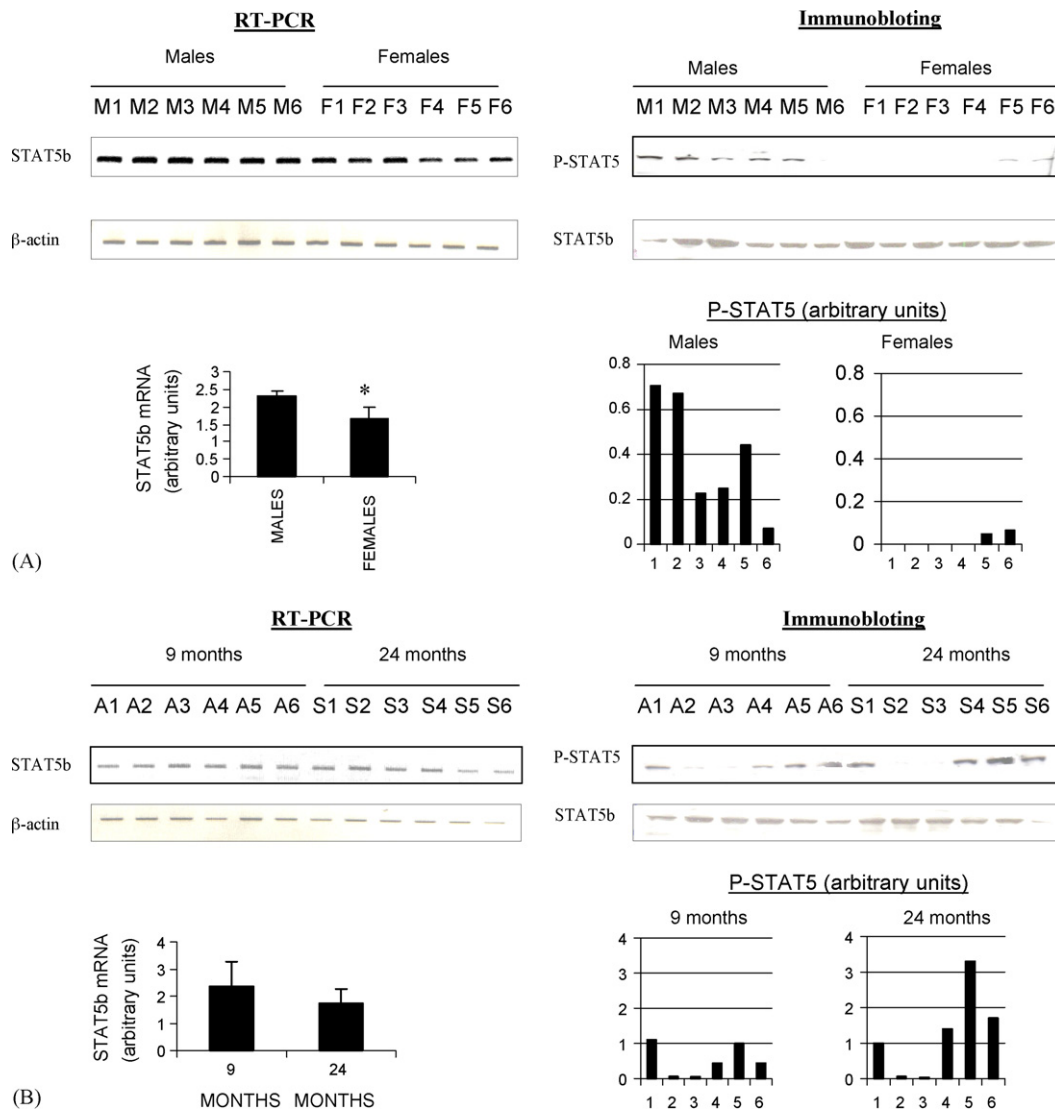 RT-PCR
Males Females
M1 M2 M3 M4 M5 M6 F1 F2 F3 F4 F5 F6
STAT5b
β-actin
STAT5b mRNA
(arbitrary units)
3
2.5
2
1.5
1
0.5
0
*
MALES
FEMALES
Immunobloting
Males Females
M1 M2 M3 M4 M5 M6 F1 F2 F3 F4 F5 F6
P-STAT5
STAT5b
P-STAT5 (arbitrary units)
Males
0.8
0.6
0.4
0.2
0
1 2 3 4 5 6
Females
0.8
0.6
0.4
0.2
0
1 2 3 4 5 6
(A)
RT-PCR
9 months 24 months
A1 A2 A3 A4 A5 A6 S1 S2 S3 S4 S5 S6
STAT5b
β-actin
STAT5b mRNA
(arbitrary units)
4
3
2
1
0
9 24
MONTHS MONTHS
Immunobloting
9 months 24 months
A1 A2 A3 A4 A5 A6 S1 S2 S3 S4 S5 S6
P-STAT5
STAT5b
P-STAT5 (arbitrary units)
9 months
4
3
2
1
0
1 2 3 4 5 6
24 months
4
3
2
1
0
1 2 3 4 5 6
(B)